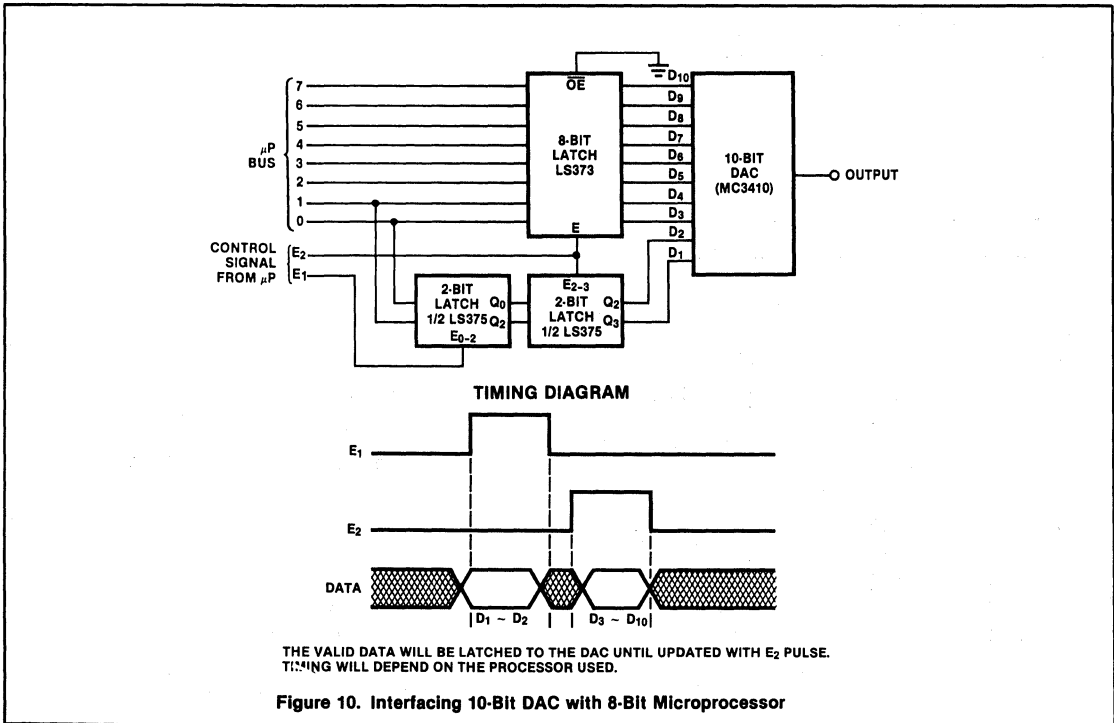 OE
D10
7
D9
6
D8
5
8-BIT
LATCH
LS373
D7
10-BIT
DAC
(MC3410)
OUTPUT
μP
BUS
4
D6
3
D5
2
D4
1
D3
0
E
D2
CONTROL
SIGNAL
FROM μP
E2
E1
D1
2-BIT
LATCH
1/2 LS375
Q0
Q2
E0-2
E2-3
2-BIT
LATCH
1/2 LS375
Q2
Q3
TIMING DIAGRAM
E1
E2
DATA
D1 ~ D2
D3 ~ D10
THE VALID DATA WILL BE LATCHED TO THE DAC UNTIL UPDATED WITH E2 PULSE.
TIMING WILL DEPEND ON THE PROCESSOR USED.
Figure 10. Interfacing 10-Bit DAC with 8-Bit Microprocessor